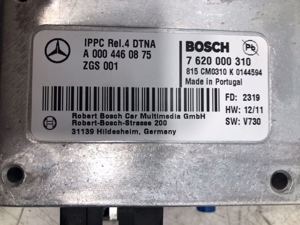 IPPC Rel.4 DTNA
A 000 446 08 75
ZGS 001
BOSCH
Pb
7 620 000 310
815 CM0310 K 0144594
Made in Portugal
FD: 2319
HW: 12/11
SW: V730
Robert Bosch Car Multimedia GmbH
Robert-Bosch-Strasse 200
31139 Hildesheim, Germany